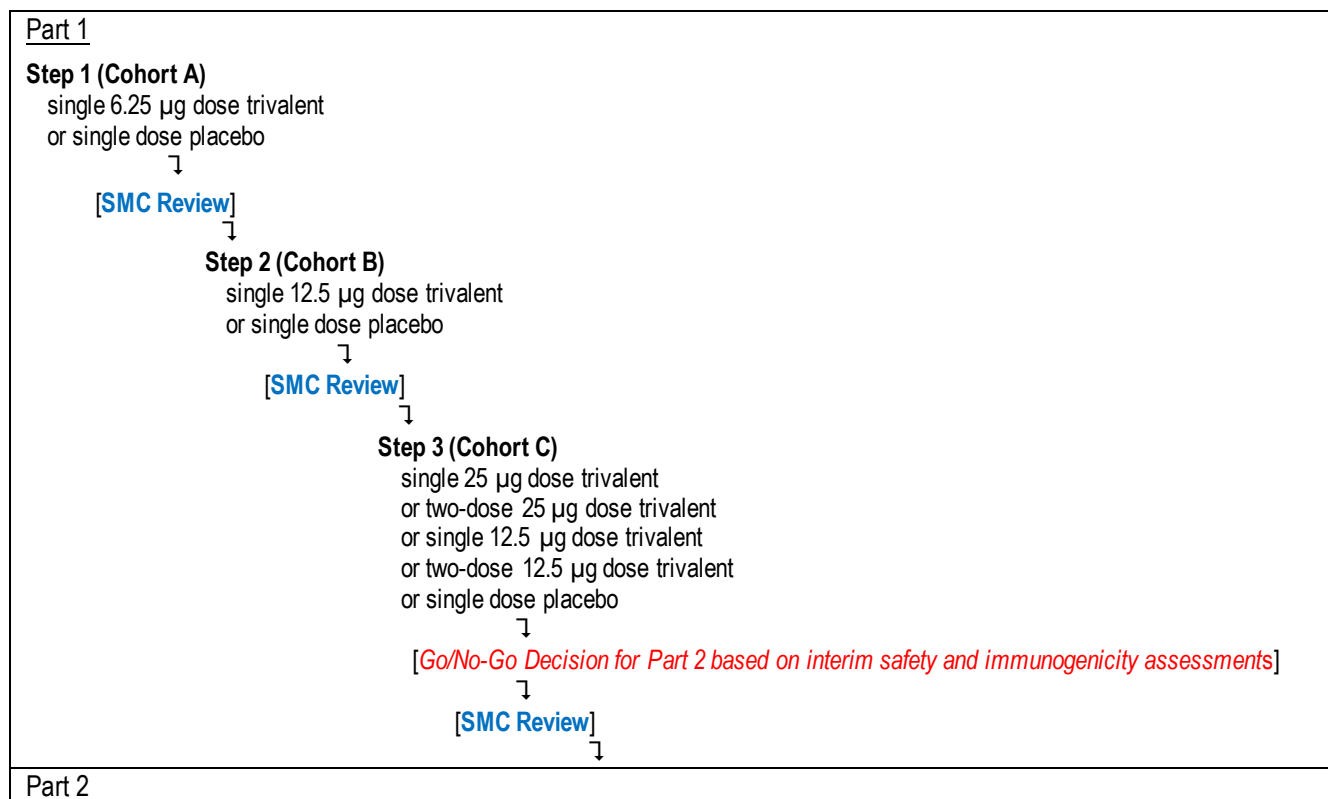 Part 1
Step 1 (Cohort A)
single 6.25 µg dose trivalent
or single dose placebo
[SMC Review]
Step 2 (Cohort B)
single 12.5 µg dose trivalent
or single dose placebo
[SMC Review]
Step 3 (Cohort C)
single 25 µg dose trivalent
or two-dose 25 µg dose trivalent
or single 12.5 µg dose trivalent
or two-dose 12.5 µg dose trivalent
or single dose placebo
[Go/No-Go Decision for Part 2 based on interim safety and immunogenicity assessments]
[SMC Review]
Part 2